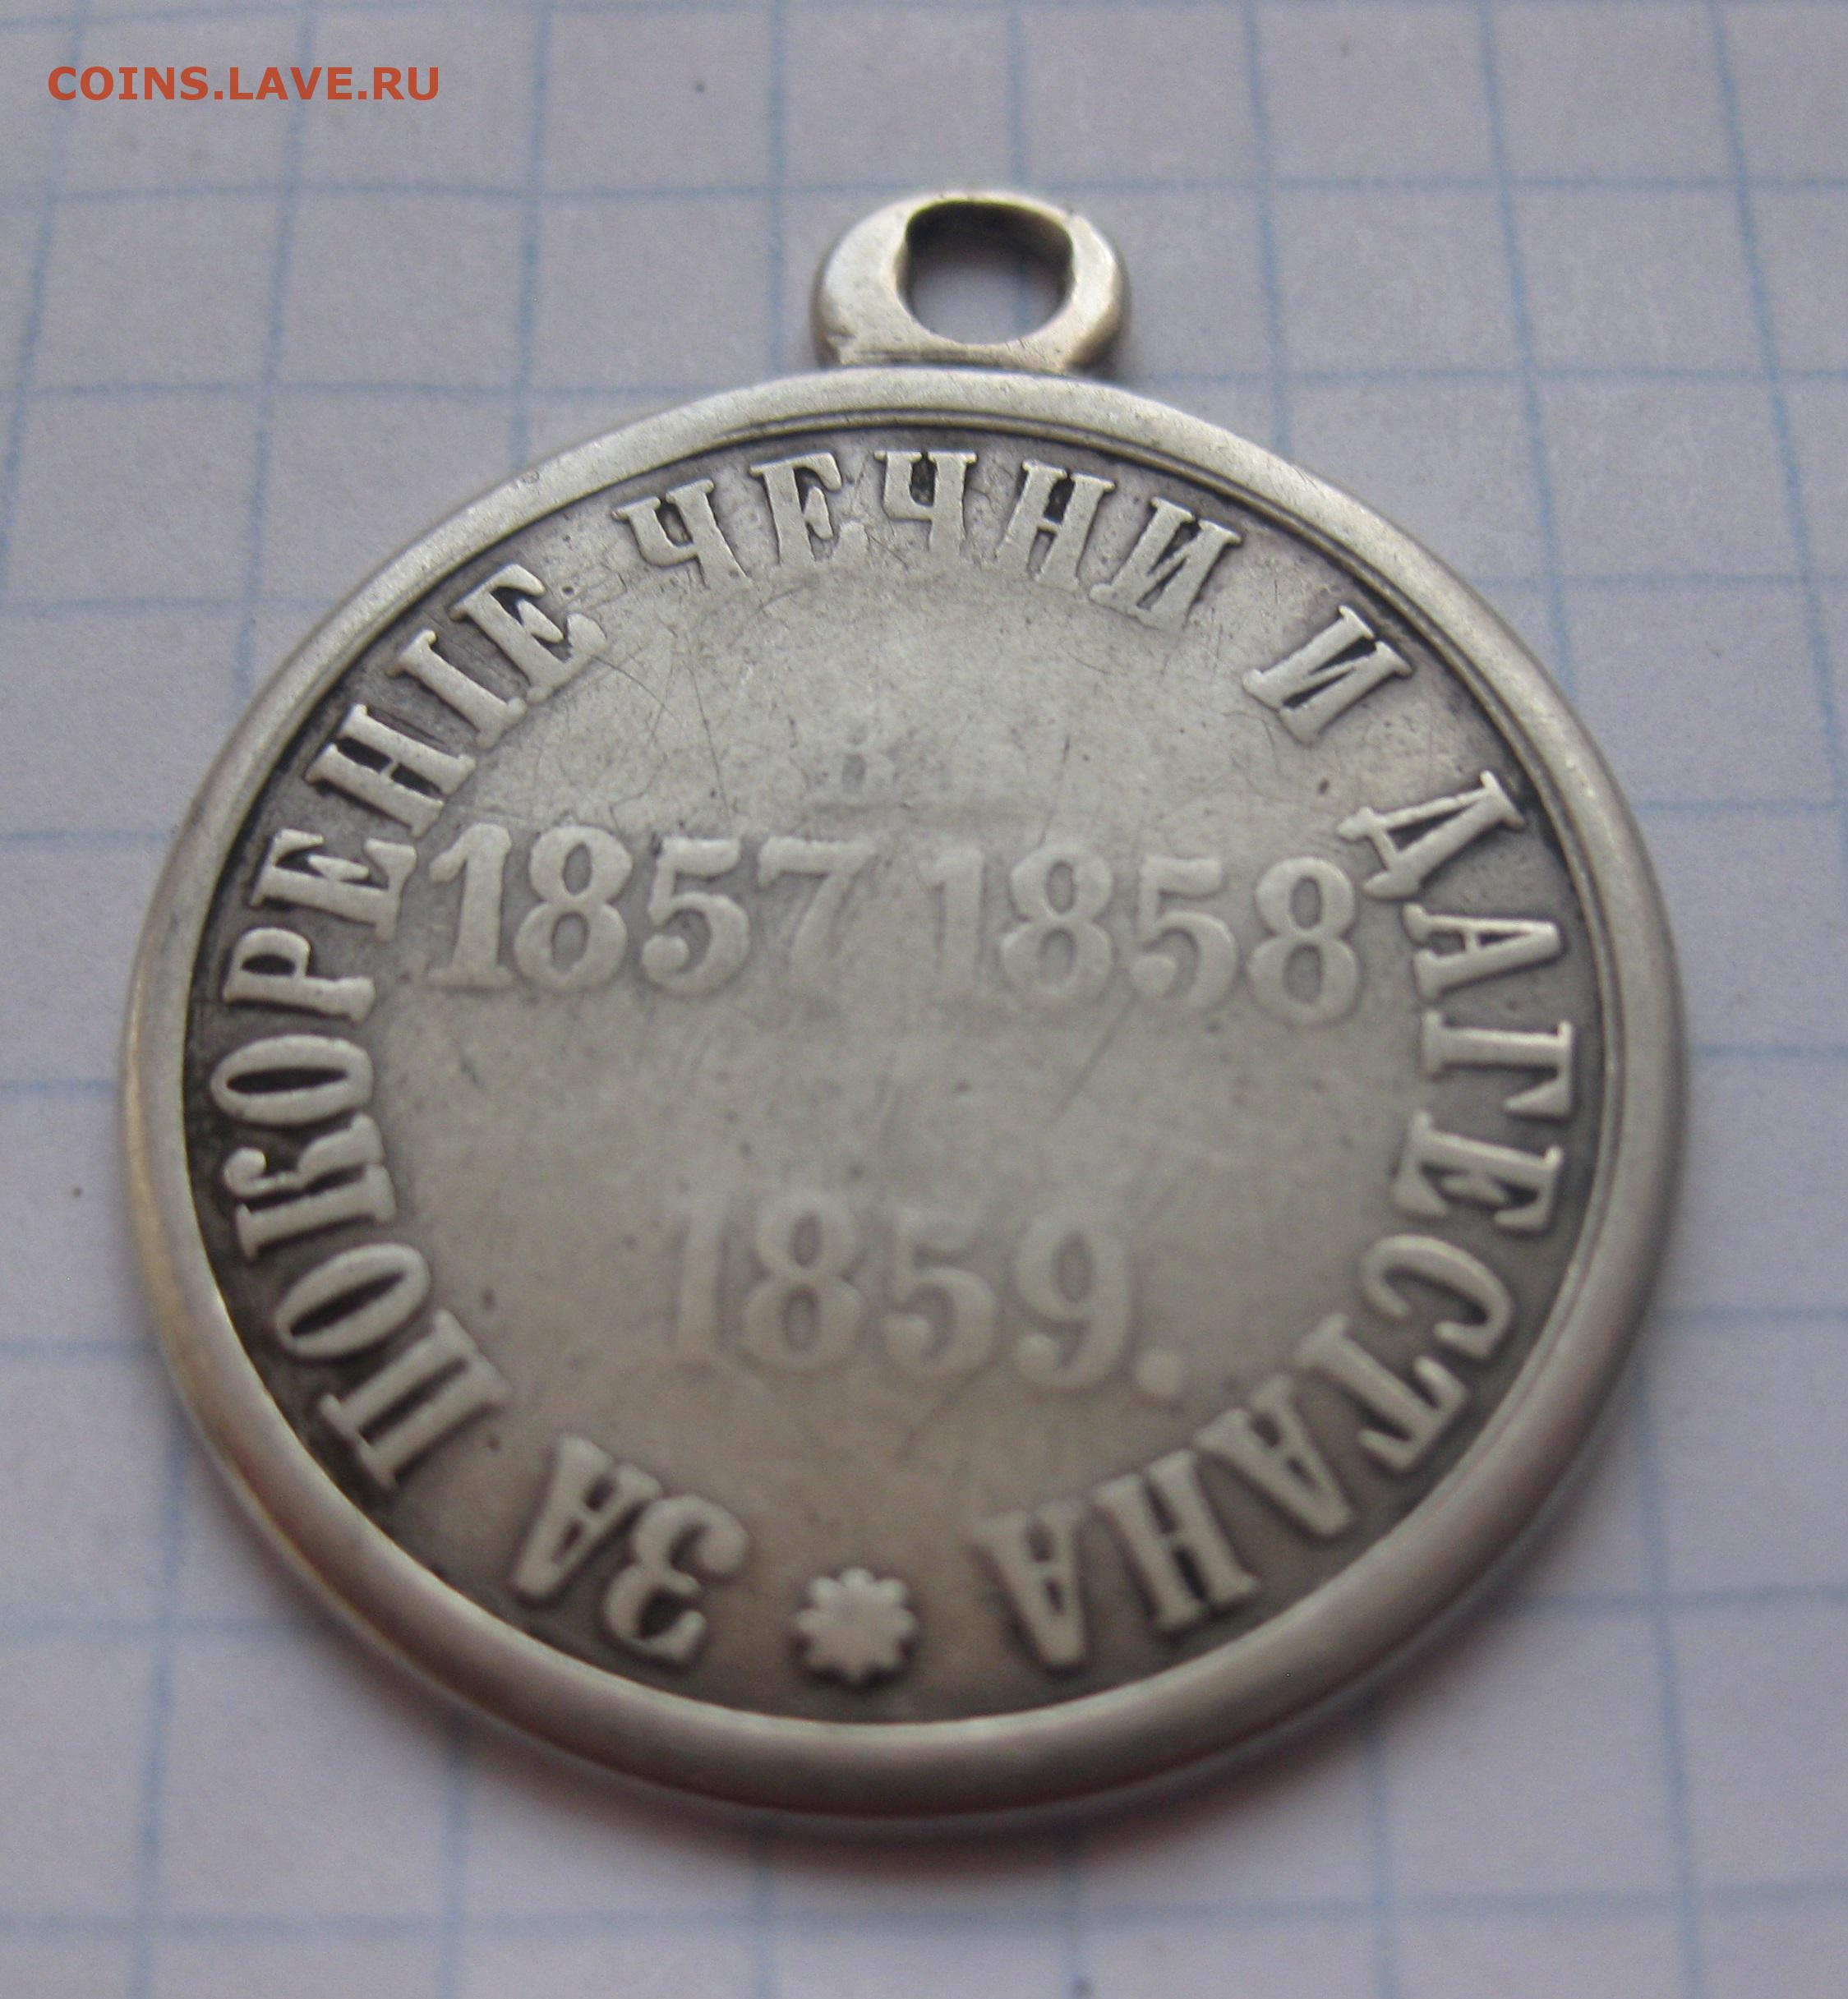 COINS.LAVE.RU
ЗА ПОКОРЕНІЕ ЧЕЧНИ И ДАГЕСТАНА
В
1857 1858
1859.